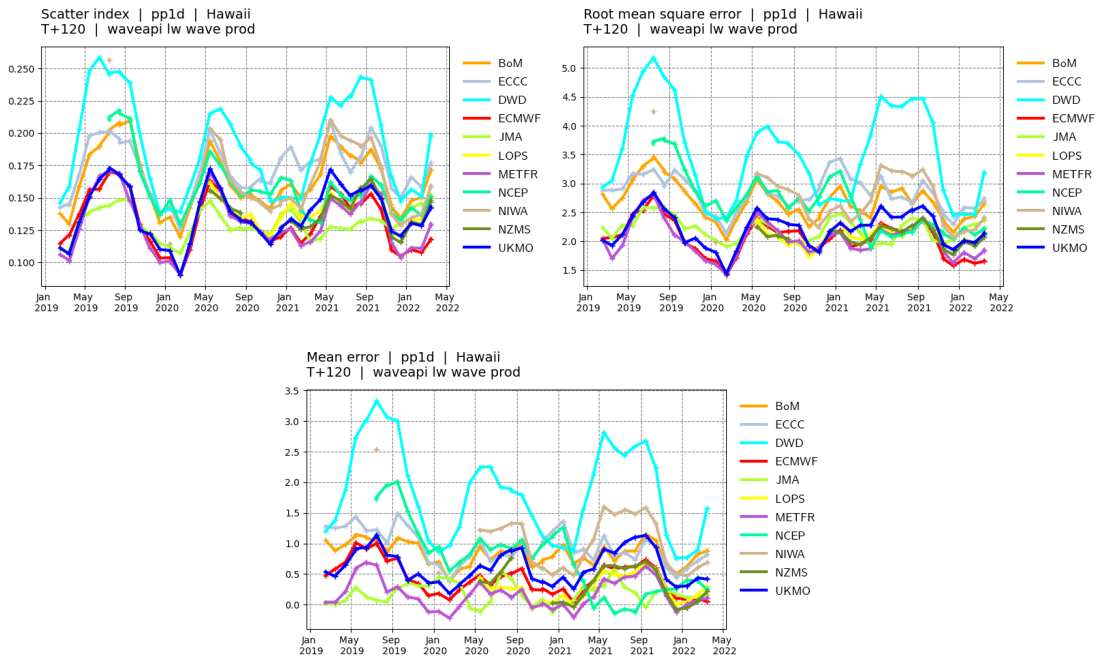 Scatter index | pp1d | Hawaii
T+120 | waveapi lw wave prod
0.250
0.225
0.200
0.175
0.150
0.125
0.100
Jan 2019
May 2019
Sep 2019
Jan 2020
May 2020
Sep 2020
Jan 2021
May 2021
Sep 2021
Jan 2022
May 2022
BoM
ECCC
DWD
ECMWF
JMA
LOPS
METFR
NCEP
NIWA
NZMS
UKMO
Root mean square error | pp1d | Hawaii
T+120 | waveapi lw wave prod
5.0
4.5
4.0
3.5
3.0
2.5
2.0
1.5
Jan 2019
May 2019
Sep 2019
Jan 2020
May 2020
Sep 2020
Jan 2021
May 2021
Sep 2021
Jan 2022
May 2022
BoM
ECCC
DWD
ECMWF
JMA
LOPS
METFR
NCEP
NIWA
NZMS
UKMO
Mean error | pp1d | Hawaii
T+120 | waveapi lw wave prod
3.5
3.0
2.5
2.0
1.5
1.0
0.5
0.0
Jan 2019
May 2019
Sep 2019
Jan 2020
May 2020
Sep 2020
Jan 2021
May 2021
Sep 2021
Jan 2022
May 2022
BoM
ECCC
DWD
ECMWF
JMA
LOPS
METFR
NCEP
NIWA
NZMS
UKMO